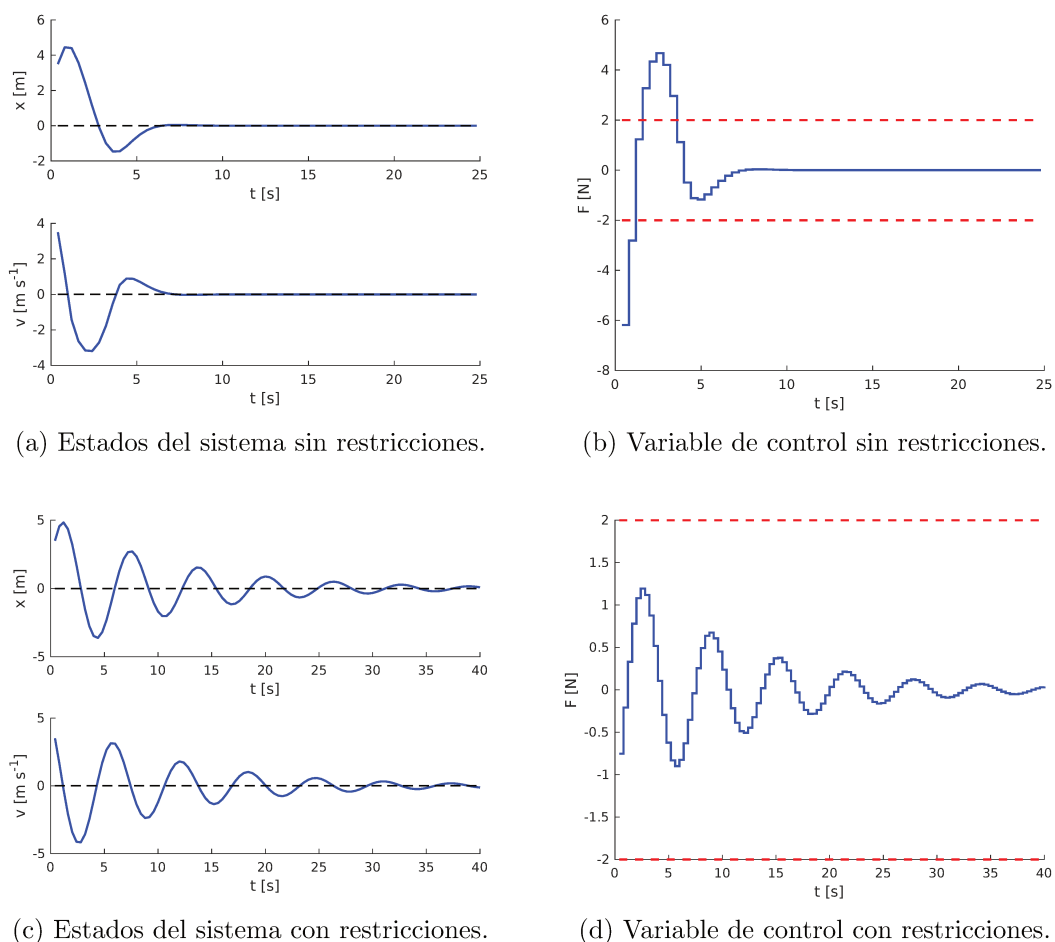 6
4
2
0
-2
x [m]
0 5 10 15 20 25
t [s]
4
2
0
-2
-4
v [m s-1]
0 5 10 15 20 25
t [s]
6
4
2
0
-2
-4
-6
-8
F [N]
0 5 10 15 20 25
t [s]
(a) Estados del sistema sin restricciones.
(b) Variable de control sin restricciones.
5
0
-5
x [m]
0 5 10 15 20 25 30 35 40
t [s]
5
0
-5
v [m s-1]
0 5 10 15 20 25 30 35 40
t [s]
2
1.5
1
0.5
0
-0.5
-1
-1.5
-2
F [N]
0 5 10 15 20 25 30 35 40
t [s]
(c) Estados del sistema con restricciones.
(d) Variable de control con restricciones.